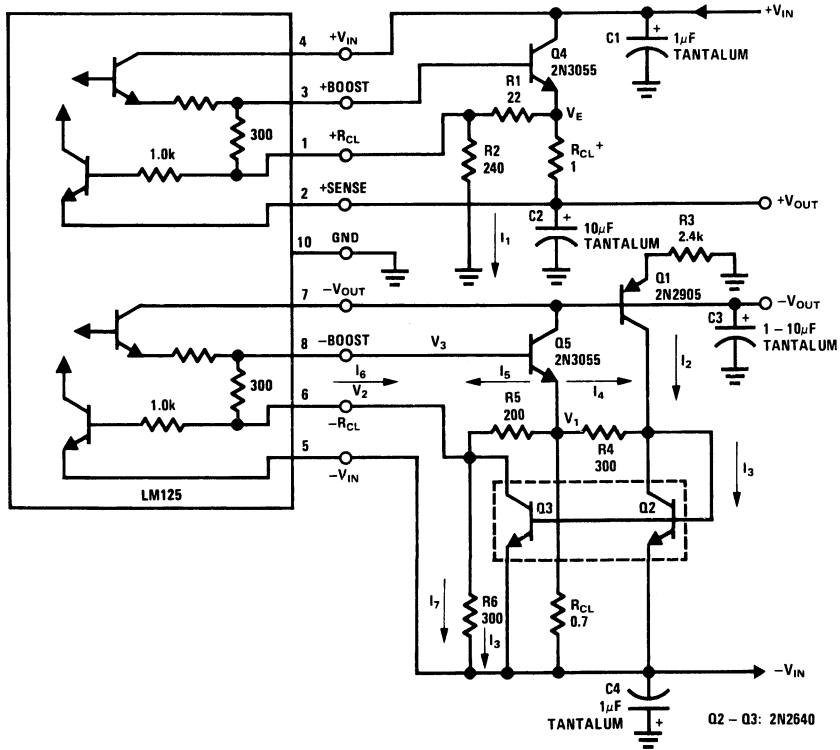 4 +VIN +VIN
C1 + 1μF TANTALUM
Q4 2N3055
3 +BOOST
R1 22
VE
300
1.0k
1 +RCL
R2 240
RCL+ 1
2 +SENSE
+VOUT
I1
C2 + 10μF TANTALUM
R3 2.4k
10 GND
Q1 2N2905
7 −VOUT
−VOUT
C3 + 1 – 10μF TANTALUM
8 −BOOST
V3
Q5 2N3055
I2
300
I6
V2
I5
I4
1.0k
6
−RCL
R5 200
V1
R4 300
I3
5
−VIN
LM125
Q3
Q2
I7
R6 300
I3
RCL 0.7
−VIN
C4 1μF TANTALUM +
Q2 – Q3: 2N2640